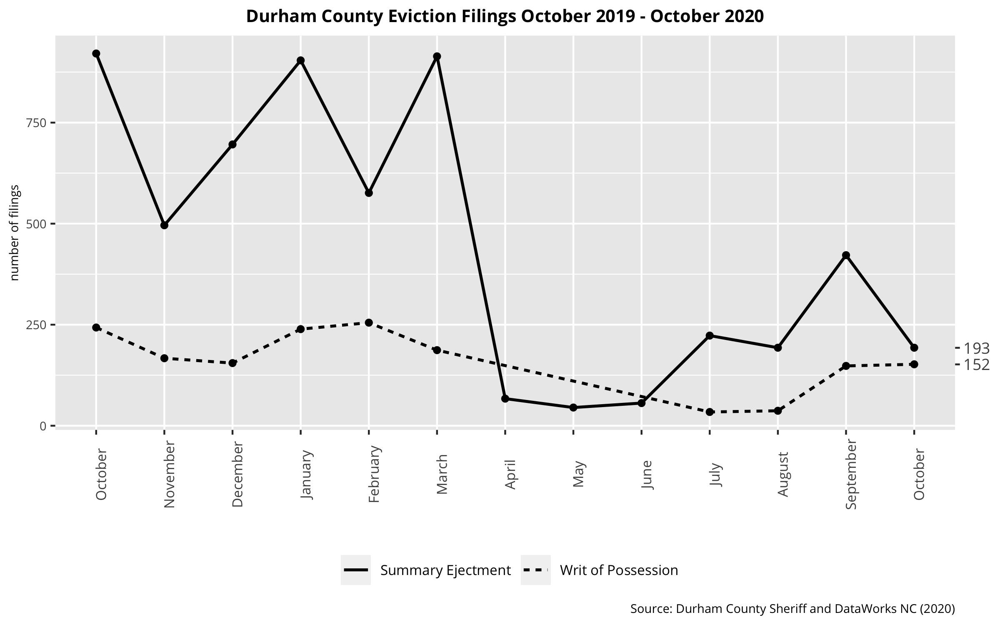 Durham County Eviction Filings October 2019 - October 2020
number of filings
750
500
250
0
193
152
October
November
December
January
February
March
April
May
June
July
August
September
October
Summary Ejectment
Writ of Possession
Source: Durham County Sheriff and DataWorks NC (2020)